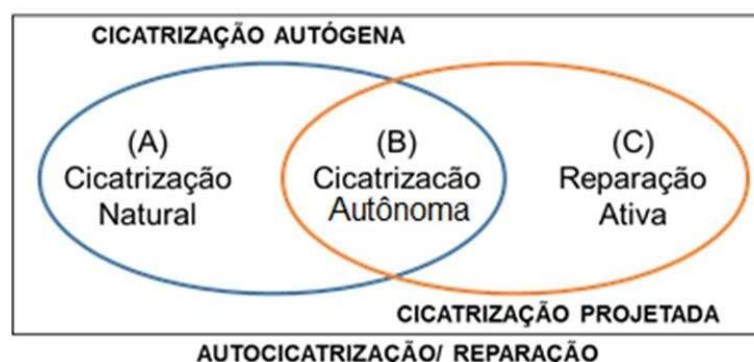 CICATRIZAÇÃO AUTÓGENA
(A)
Cicatrização
Natural
(B)
Cicatrizacão
Autônoma
(C)
Reparação
Ativa
CICATRIZAÇÃO PROJETADA
AUTOCICATRIZAÇÃO/ REPARAÇÃO